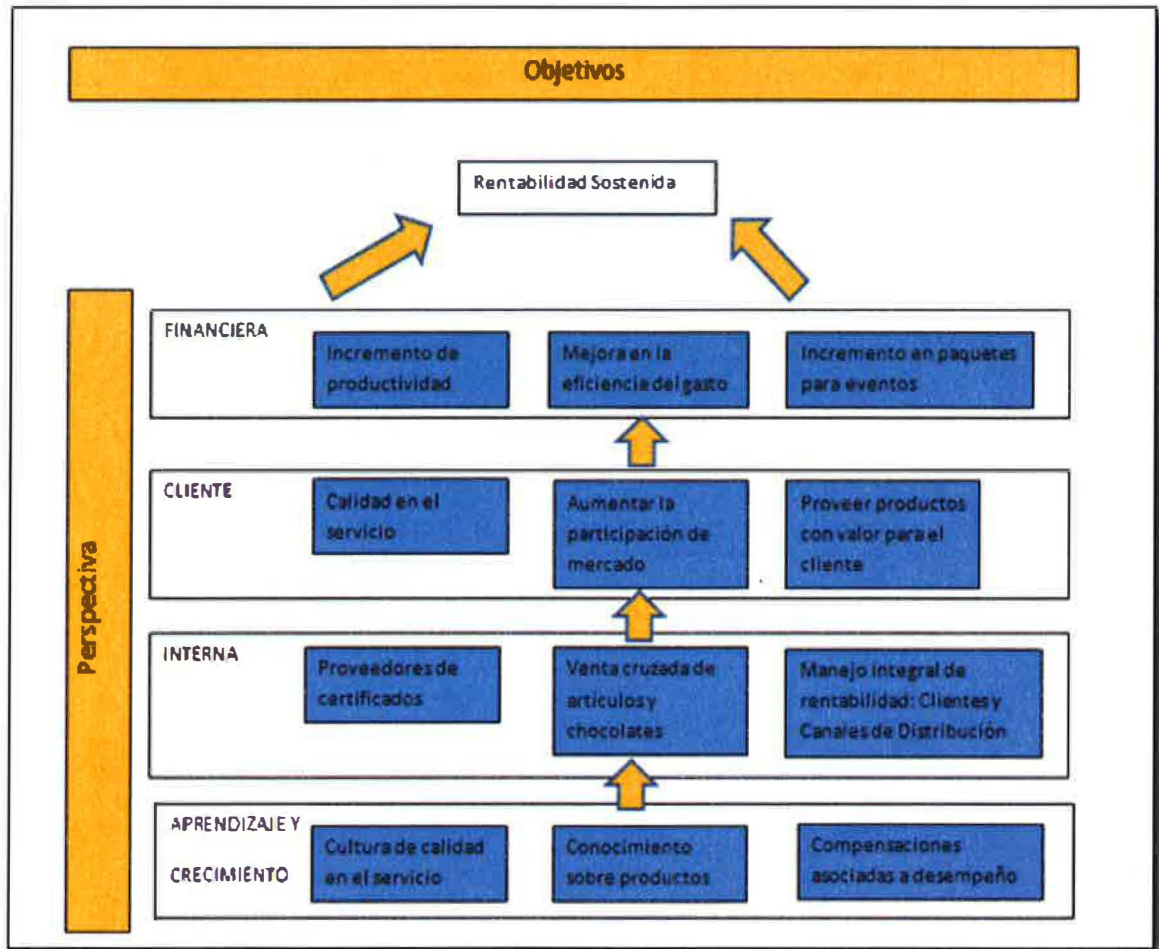 Objetivos
Rentabilidad Sostenida
Perspectiva
FINANCIERA
Incremento de
productividad
Mejora en la
eficiencia del gasto
Incremento en paquetes
para eventos
CLIENTE
Calidad en el
servicio
Aumentar la
participación de
mercado
Proveer productos
con valor para el
cliente
INTERNA
Proveedores de
certificados
Venta cruzada de
articulos y
chocolates
Manejo integral de
rentabilidad: Clientes y
Canales de Distribución
APRENDIZAJE Y
CRECIMIENTO
Cultura de calidad
en el servicio
Conocimiento
sobre productos
Compensaciones
asociadas a desempeño